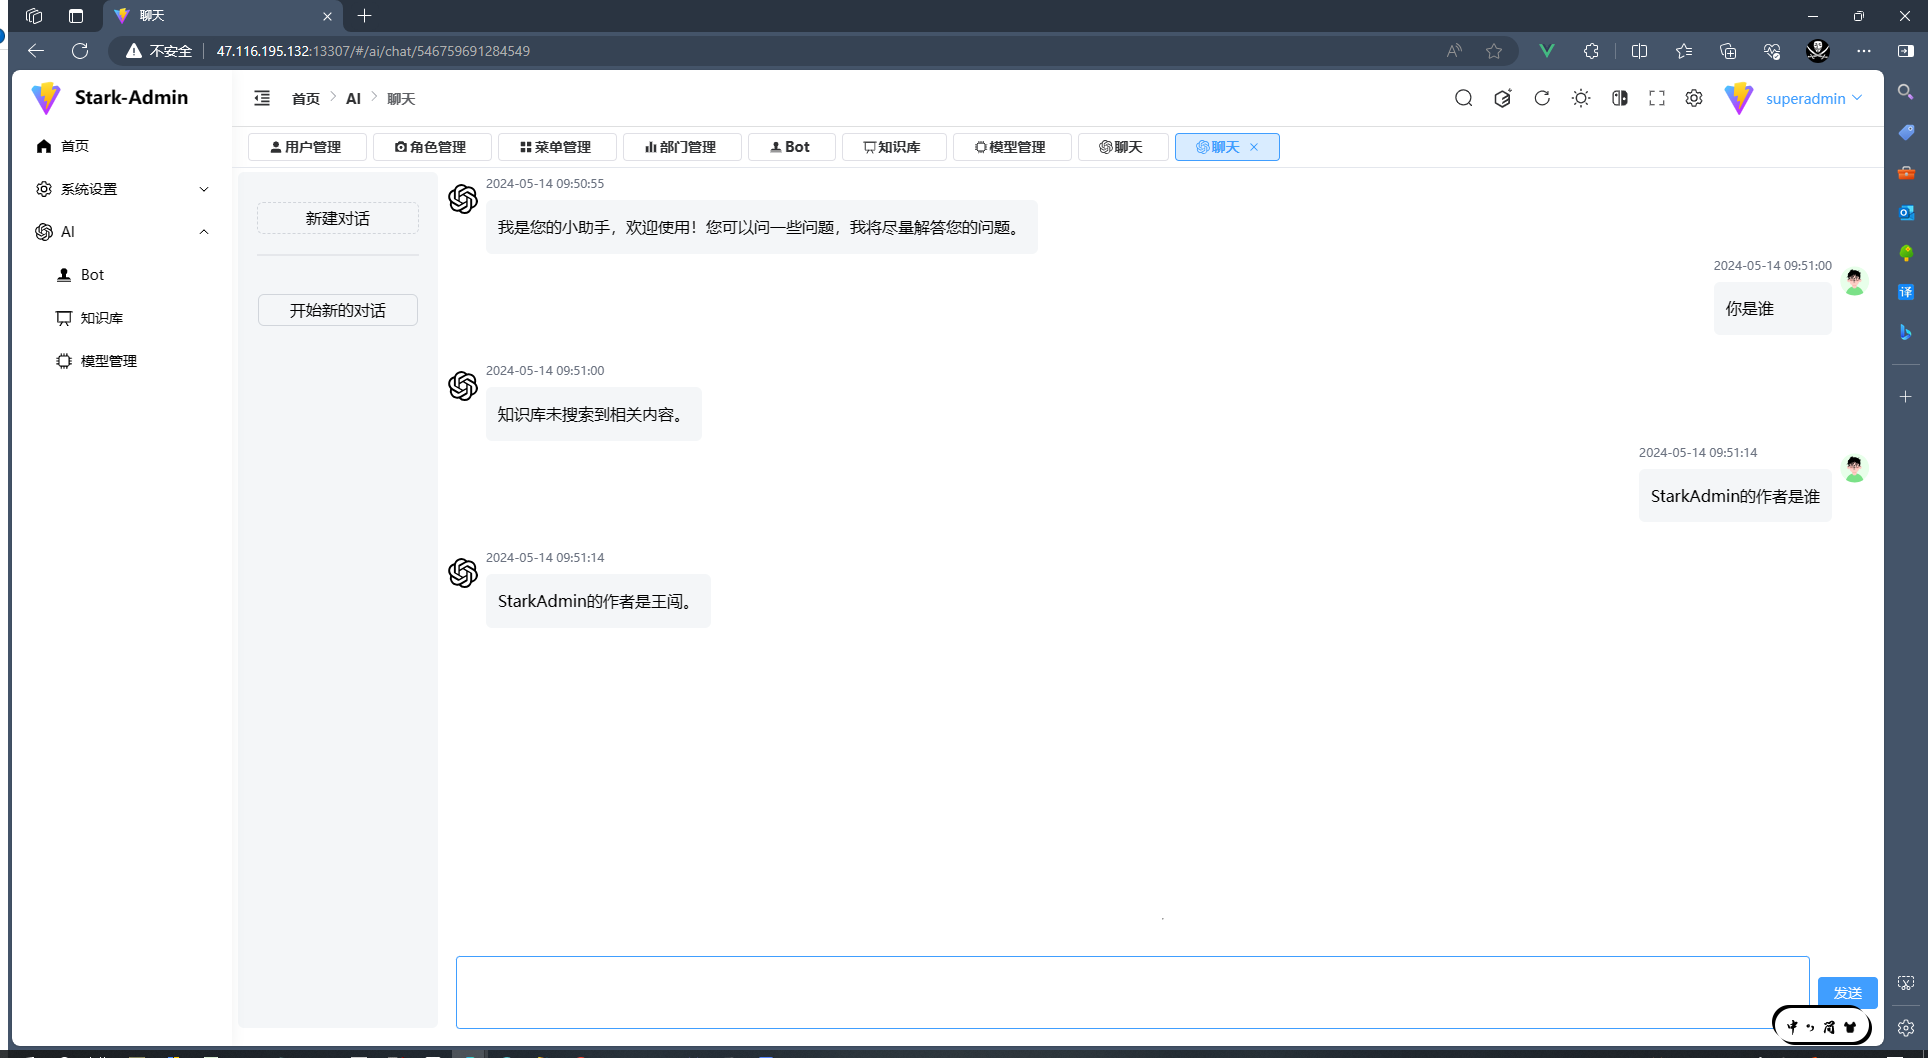 聊天
不安全
47.116.195.132:13307/#/ai/chat/546759691284549
Stark-Admin
首页
AI
聊天
superadmin
首页
系统设置
AI
Bot
知识库
模型管理
用户管理
角色管理
菜单管理
部门管理
Bot
知识库
模型管理
聊天
聊天
新建对话
开始新的对话
2024-05-14 09:50:55
我是您的小助手，欢迎使用！您可以问一些问题，我将尽量解答您的问题。
2024-05-14 09:51:00
你是谁
2024-05-14 09:51:00
知识库未搜索到相关内容。
2024-05-14 09:51:14
StarkAdmin的作者是谁
2024-05-14 09:51:14
StarkAdmin的作者是王闯。
发送
中 简
译